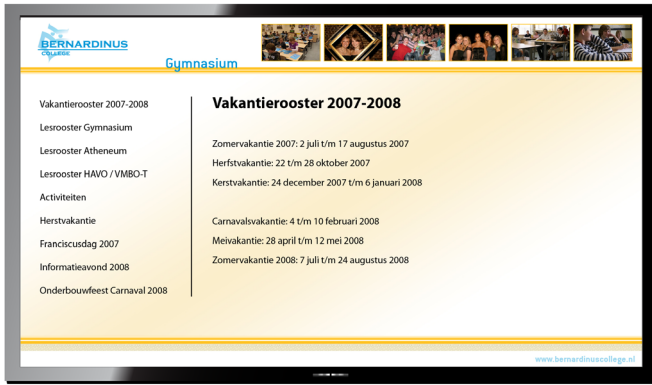 BERNARDINUS
COLLEGE
Gymnasium
Vakantierooster 2007-2008
Lesrooster Gymnasium
Lesrooster Atheneum
Lesrooster HAVO / VMBO-T
Activiteiten
Herstvakantie
Franciscusdag 2007
Informatieavond 2008
Onderbouwfeest Carnaval 2008
Vakantierooster 2007-2008
Zomervakantie 2007: 2 juli t/m 17 augustus 2007
Herfstvakantie: 22 t/m 28 oktober 2007
Kerstvakantie: 24 december 2007 t/m 6 januari 2008
Carnavalsvakantie: 4 t/m 10 februari 2008
Meivakantie: 28 april t/m 12 mei 2008
Zomervakantie 2008: 7 juli t/m 24 augustus 2008
www.bernardinuscollege.nl